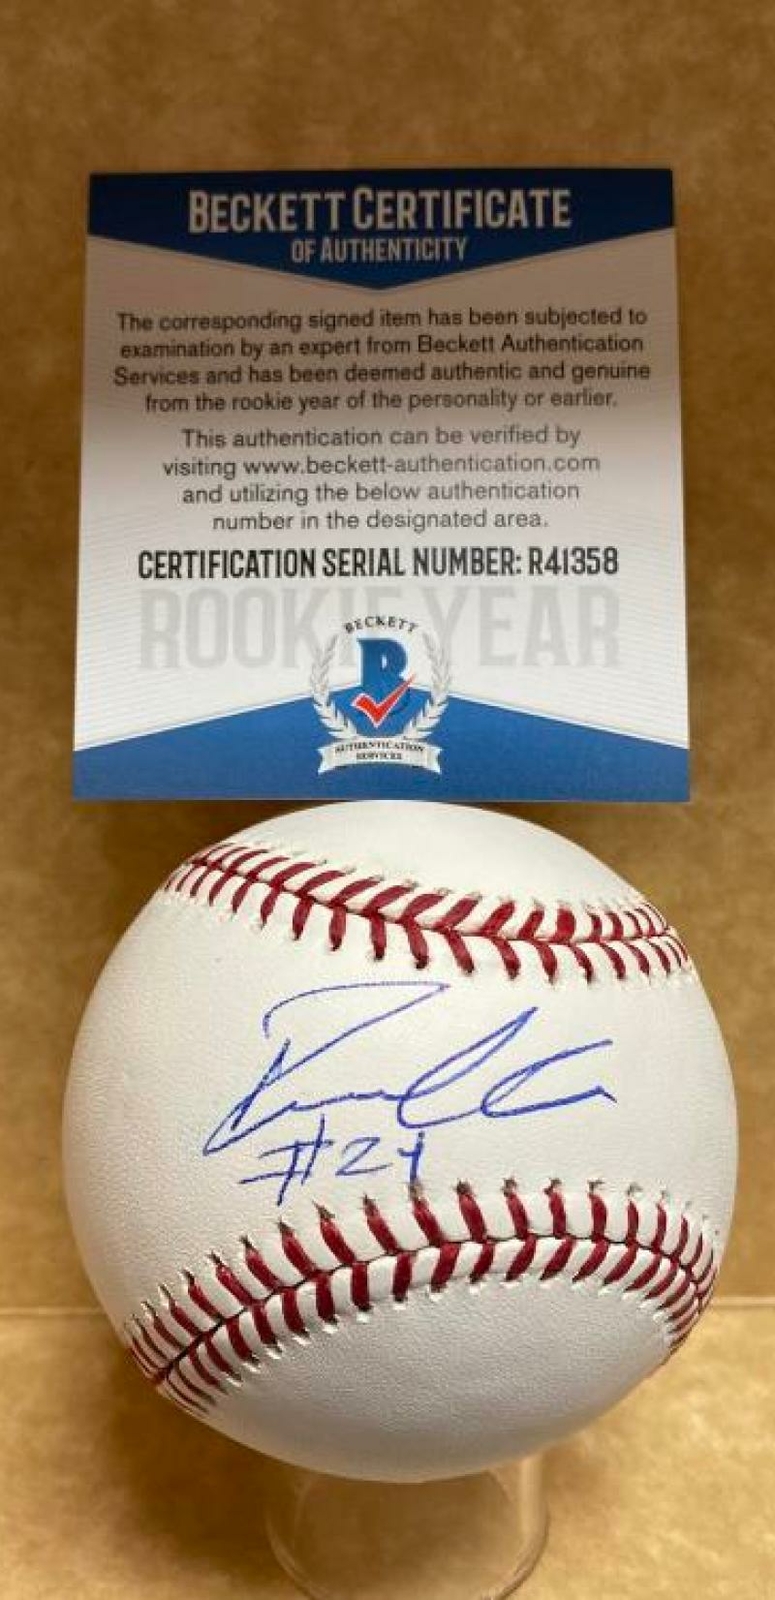 BECKETT CERTIFICATE
OF AUTHENTICITY
The corresponding signed item has been subjected to
examination by an expert from Beckett Authentication
Services and has been deemed authentic and genuine
from the rookie year of the personality or earlier.
This authentication can be verified by
visiting www.beckett-authentication.com
and utilizing the below authentication
number in the designated area.
CERTIFICATION SERIAL NUMBER: R41358
ROOKIE YEAR
BECKETT
B
AUTHENTICATION
SERVICES
#24